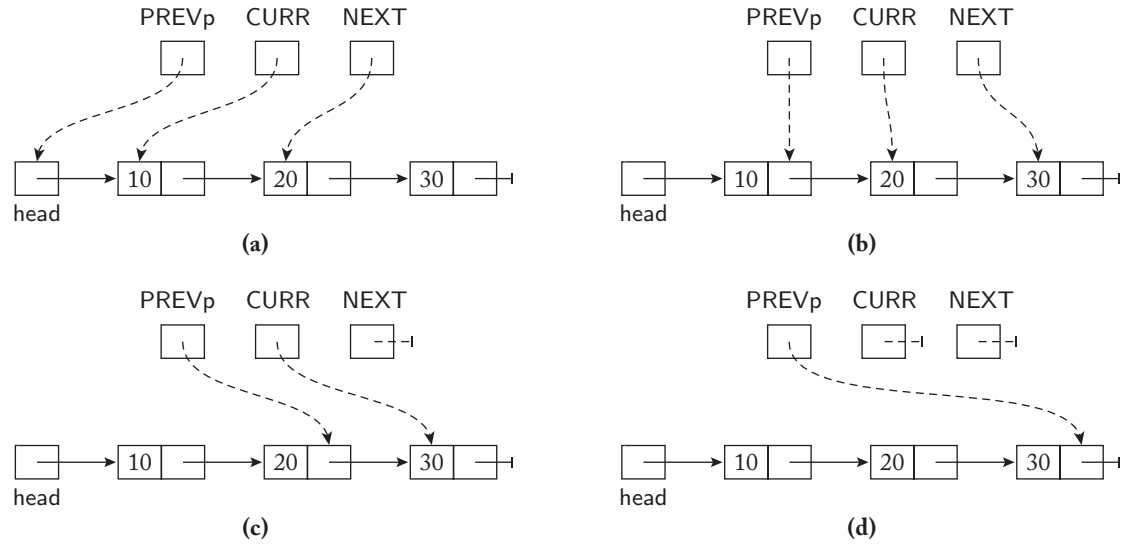 PREVp CURR NEXT
10 20 30
head
(a)
PREVp CURR NEXT
10 20 30
head
(b)
PREVp CURR NEXT
10 20 30
head
(c)
PREVp CURR NEXT
10 20 30
head
(d)